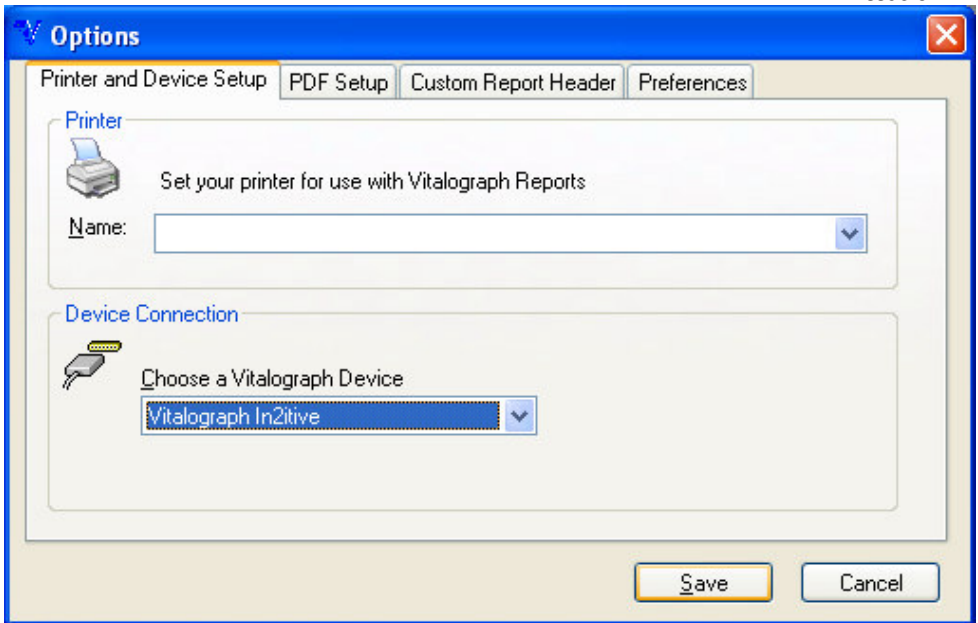 Options
Printer and Device Setup PDF Setup Custom Report Header Preferences
Printer
Set your printer for use with Vitalograph Reports
Name:
Device Connection
Choose a Vitalograph Device
Vitalograph In2itive
Save Cancel